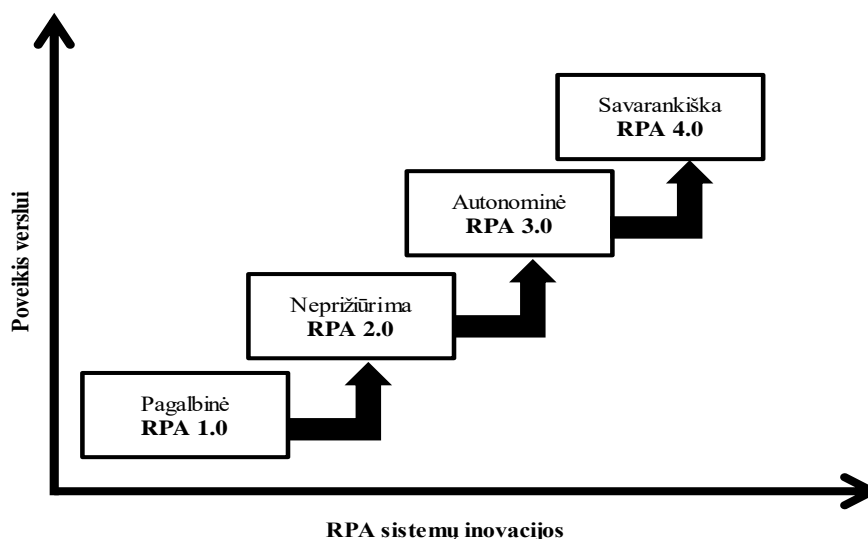 Savarankiška
RPA 4.0
Autonominė
RPA 3.0
Neprižiūrima
RPA 2.0
Pagalbinė
RPA 1.0
Poveikis verslui
RPA sistemų inovacijos